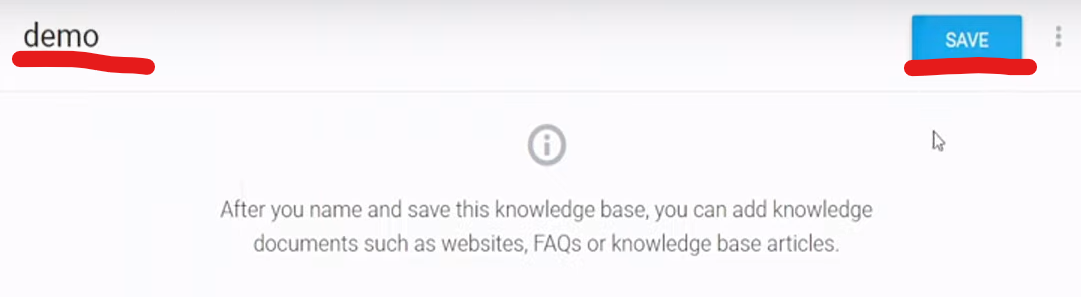 demo
SAVE
After you name and save this knowledge base, you can add knowledge
documents such as websites, FAQs or knowledge base articles.